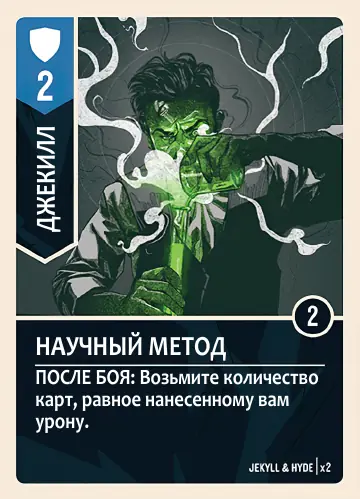 2
ДЖЕКИЛЛ
2
НАУЧНЫЙ МЕТОД
ПОСЛЕ БОЯ: Возьмите количество
карт, равное нанесенному вам
урону.
JEKYLL & HYDE | x2